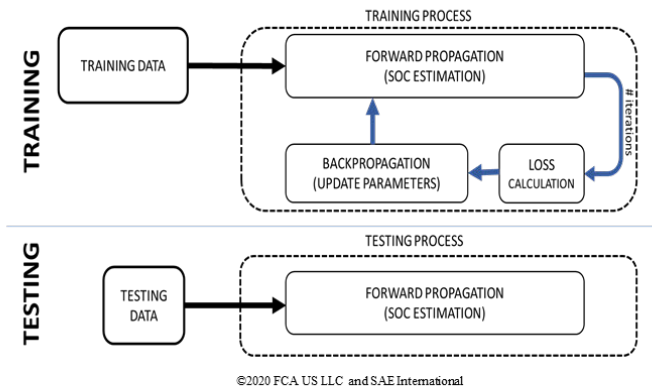 TRAINING PROCESS
TRAINING
TRAINING DATA
FORWARD PROPAGATION
(SOC ESTIMATION)
# iterations
BACKPROPAGATION
(UPDATE PARAMETERS)
LOSS
CALCULATION
TESTING PROCESS
TESTING
TESTING
DATA
FORWARD PROPAGATION
(SOC ESTIMATION)
©2020 FCA US LLC and SAE International